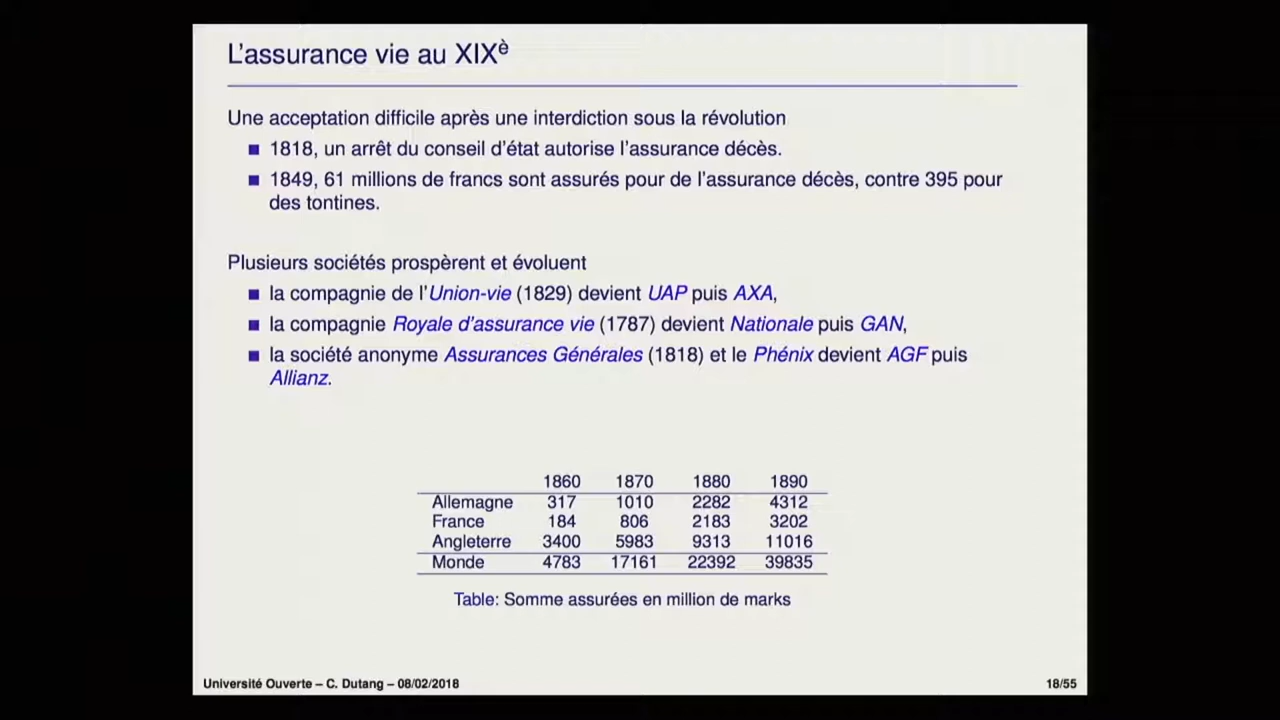 L'assurance vie au XIXè
Une acceptation difficile après une interdiction sous la révolution
1818, un arrêt du conseil d'état autorise l'assurance décès.
1849, 61 millions de francs sont assurés pour de l'assurance décès, contre 395 pour
des tontines.
Plusieurs sociétés prospèrent et évoluent
la compagnie de l'Union-vie (1829) devient UAP puis AXA,
la compagnie Royale d'assurance vie (1787) devient Nationale puis GAN,
la société anonyme Assurances Générales (1818) et le Phénix devient AGF puis
Allianz.
1860 1870 1880 1890
Allemagne 317 1010 2282 4312
France 184 806 2183 3202
Angleterre 3400 5983 9313 11016
Monde 4783 17161 22392 39835
Table: Somme assurées en million de marks
Université Ouverte – C. Dutang – 08/02/2018 18/55